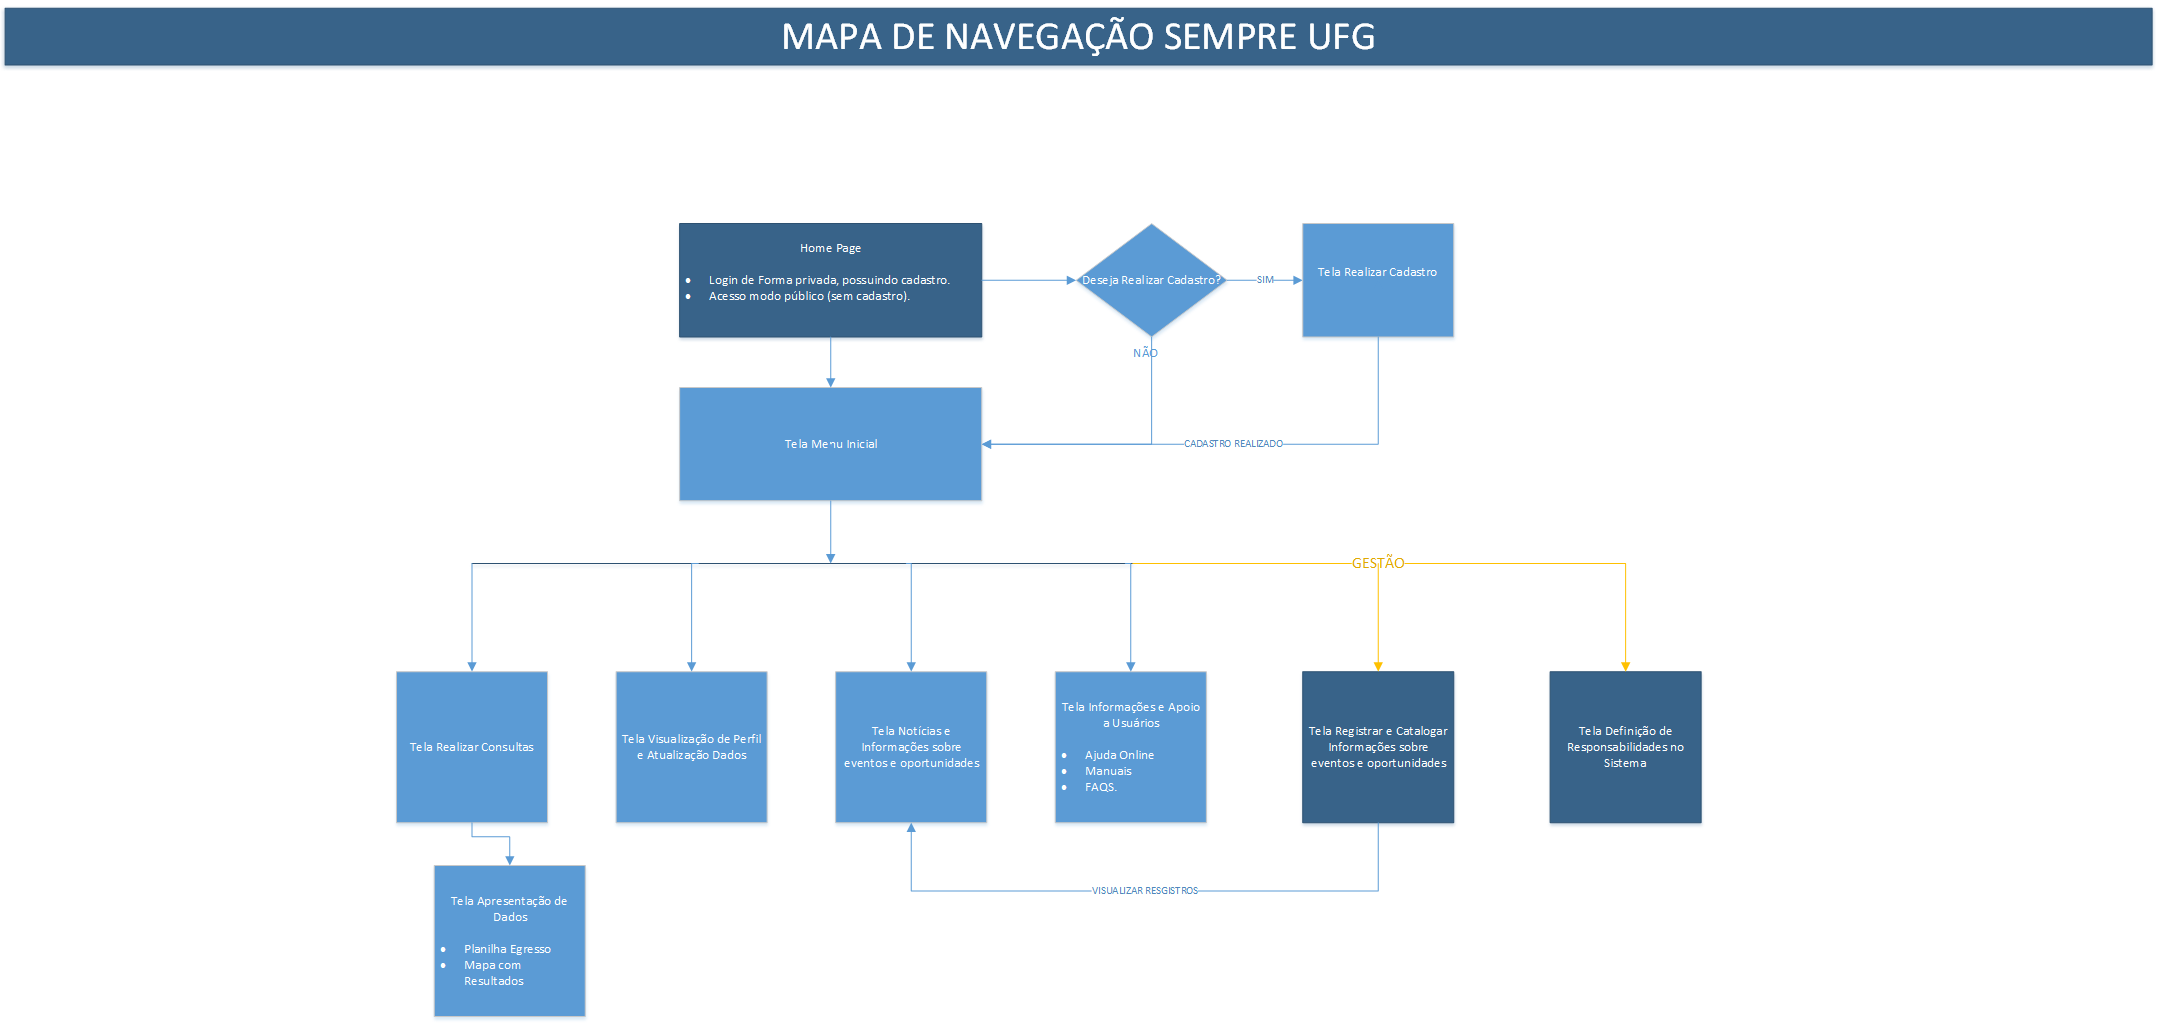 MAPA DE NAVEGAÇÃO SEMPRE UFG
Home Page
● Login de Forma privada, possuindo cadastro.
● Acesso modo público (sem cadastro).
Deseja Realizar Cadastro?
SIM
Tela Realizar Cadastro
NÃO
Tela Menu Inicial
CADASTRO REALIZADO
GESTÃO
Tela Realizar Consultas
Tela Visualização de Perfil
e Atualização Dados
Tela Notícias e
Informações sobre
eventos e oportunidades
Tela Informações e Apoio
a Usuários
● Ajuda Online
● Manuais
● FAQS.
Tela Registrar e Catalogar
Informações sobre
eventos e oportunidades
Tela Definição de
Responsabilidades no
Sistema
VISUALIZAR RESGISTROS
Tela Apresentação de
Dados
● Planilha Egresso
● Mapa com
Resultados